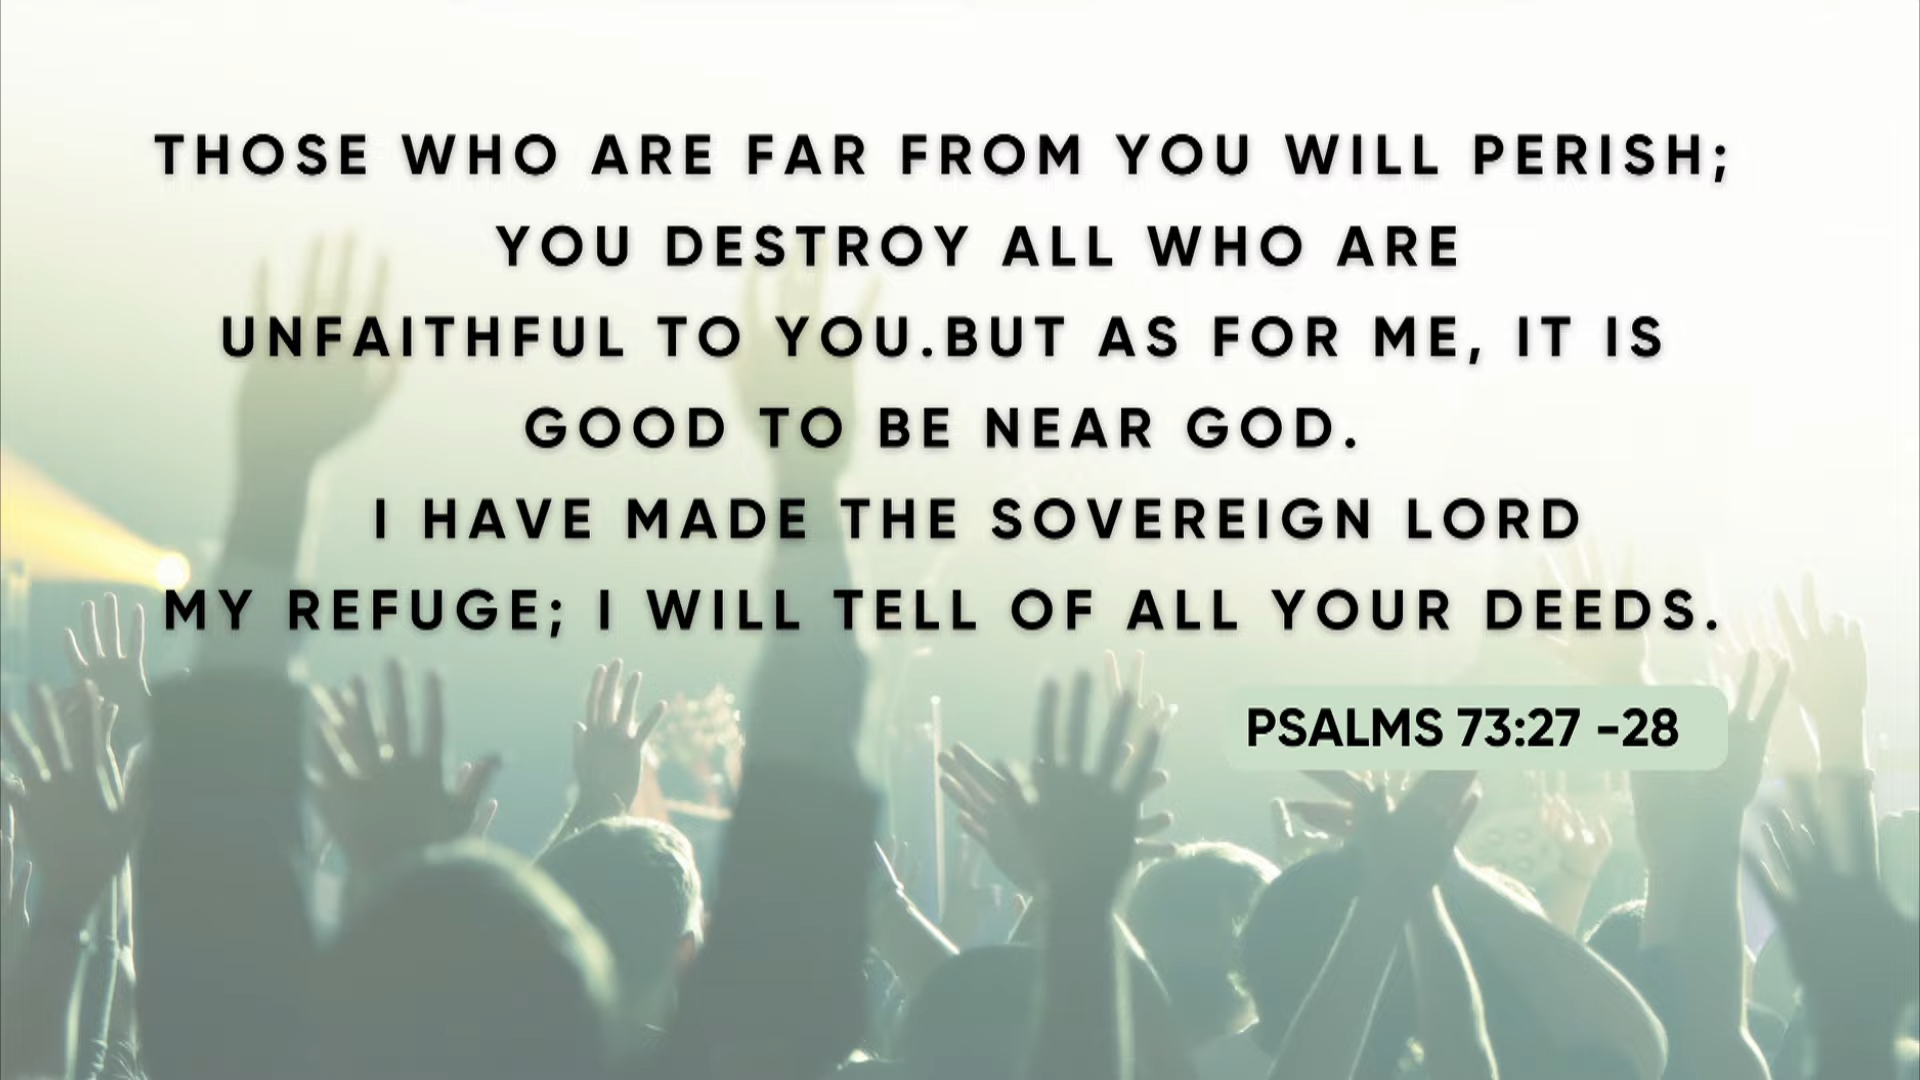 THOSE WHO ARE FAR FROM YOU WILL PERISH;
YOU DESTROY ALL WHO ARE
UNFAITHFUL TO YOU.BUT AS FOR ME, IT IS
GOOD TO BE NEAR GOD.
I HAVE MADE THE SOVEREIGN LORD
MY REFUGE; I WILL TELL OF ALL YOUR DEEDS.
PSALMS 73:27 -28